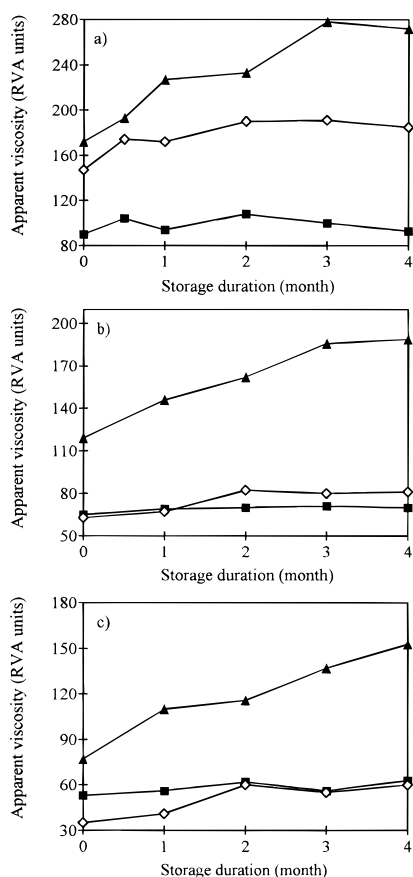 a)
Apparent viscosity (RVA units)
280
240
200
160
120
80
0 1 2 3 4
Storage duration (month)
b)
Apparent viscosity (RVA units)
200
170
140
110
80
50
0 1 2 3 4
Storage duration (month)
c)
Apparent viscosity (RVA units)
180
150
120
90
60
30
0 1 2 3 4
Storage duration (month)